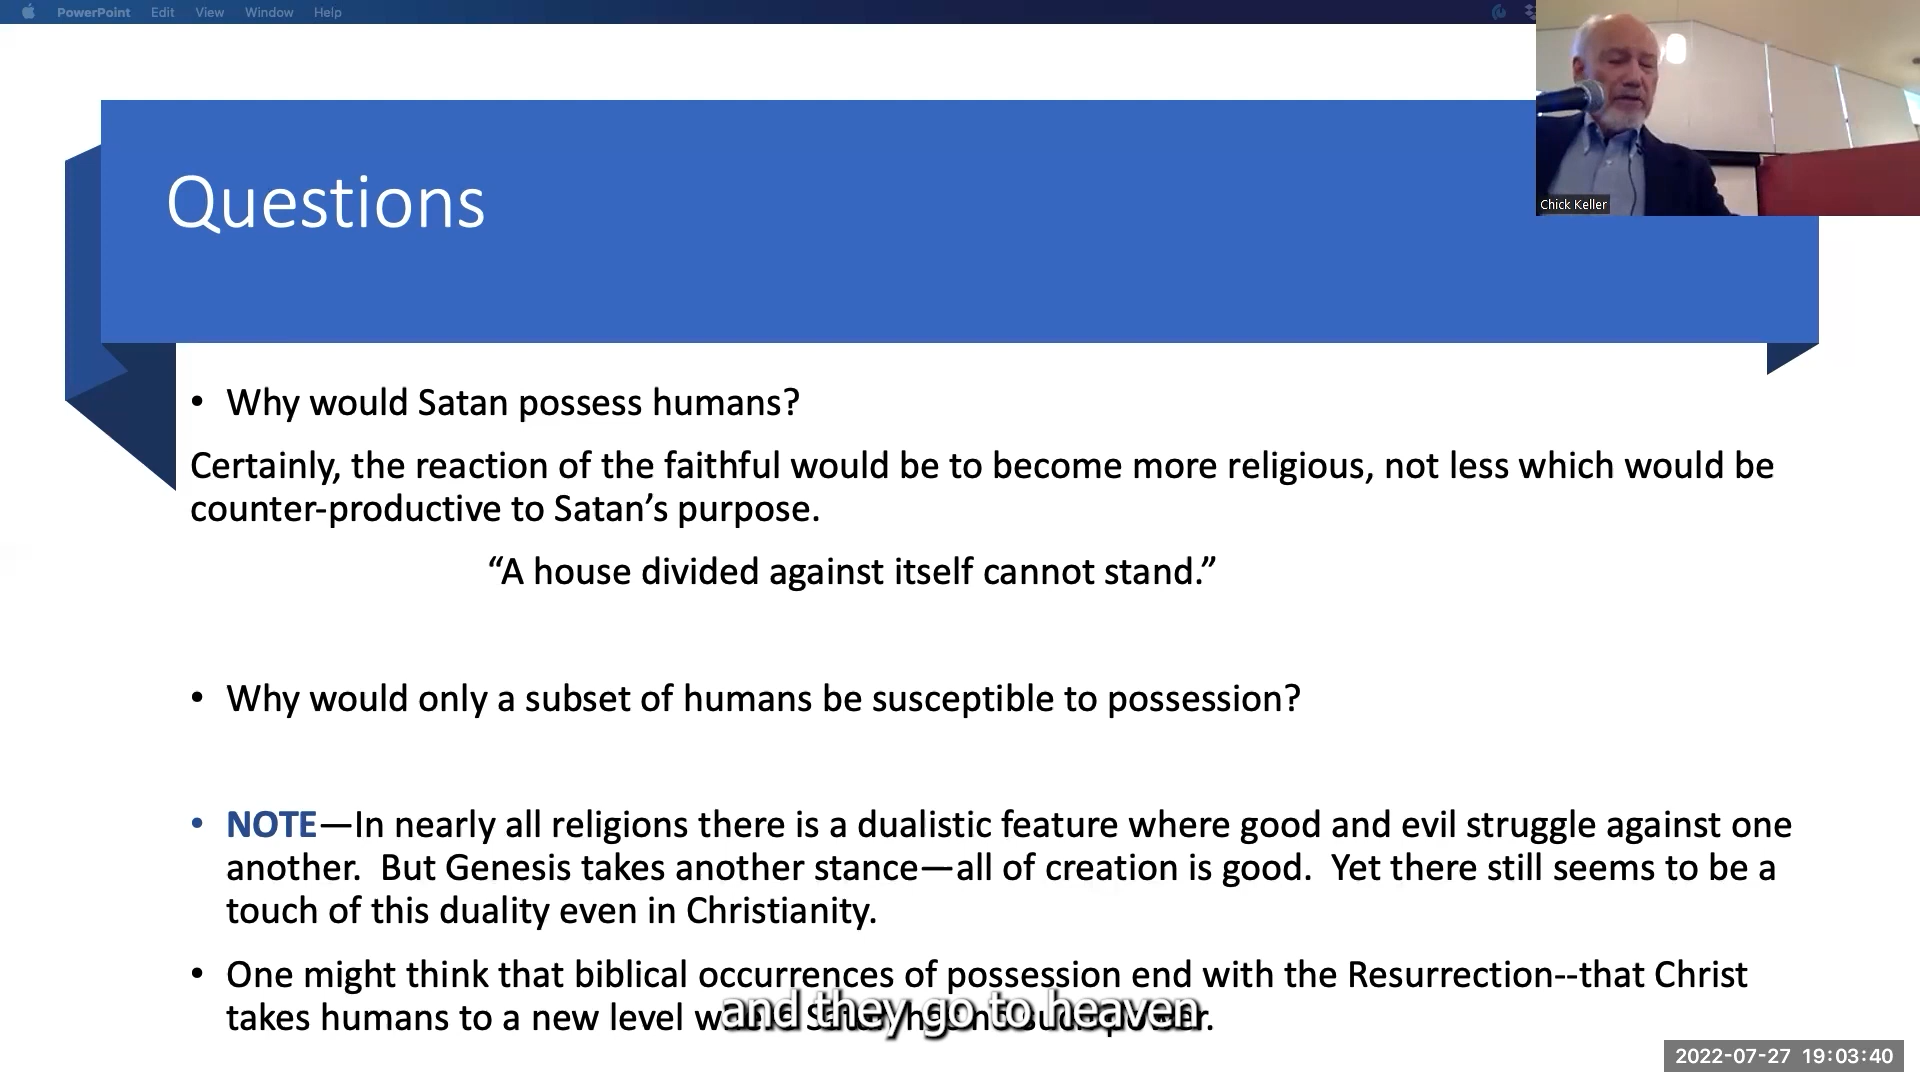 PowerPoint Edit View Window Help
Chick Keller
Questions
• Why would Satan possess humans?
Certainly, the reaction of the faithful would be to become more religious, not less which would be
counter-productive to Satan’s purpose.
“A house divided against itself cannot stand.”
• Why would only a subset of humans be susceptible to possession?
• NOTE—In nearly all religions there is a dualistic feature where good and evil struggle against one
another.  But Genesis takes another stance—all of creation is good.  Yet there still seems to be a
touch of this duality even in Christianity.
• One might think that biblical occurrences of possession end with the Resurrection--that Christ
takes humans to a new level
and they go to heaven
2022-07-27 19:03:40